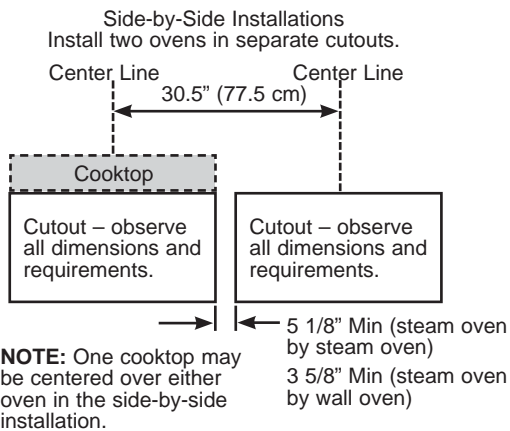 Side-by-Side Installations
Install two ovens in separate cutouts.
Center Line
Center Line
30.5" (77.5 cm)
Cooktop
Cutout – observe
all dimensions and
requirements.
Cutout – observe
all dimensions and
requirements.
5 1/8" Min (steam oven
by steam oven)
3 5/8" Min (steam oven
by wall oven)
NOTE: One cooktop may
be centered over either
oven in the side-by-side
installation.